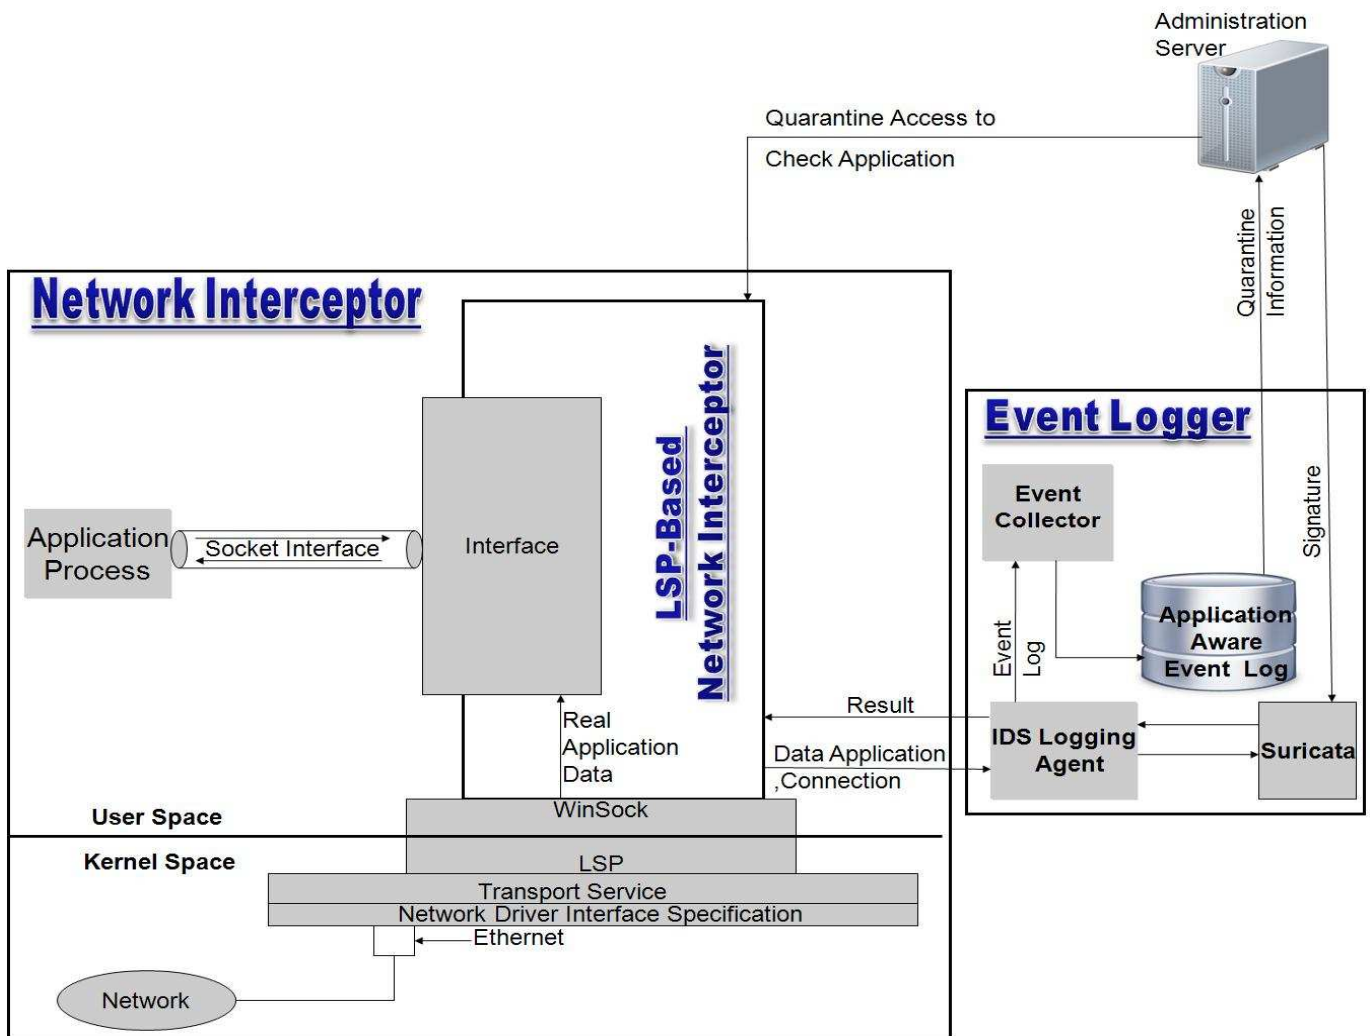 Administration
Server
Quarantine Access to
Check Application
Quarantine
Information
Network Interceptor
LSP-Based
Network Interceptor
Interface
Application
Process
Socket Interface
Real
Application
Data
Result
Data Application
,Connection
WinSock
User Space
Kernel Space
LSP
Transport Service
Network Driver Interface Specification
Ethernet
Network
Event Logger
Event
Collector
Signature
Application
Aware
Event Log
Event
Log
IDS Logging
Agent
Suricata